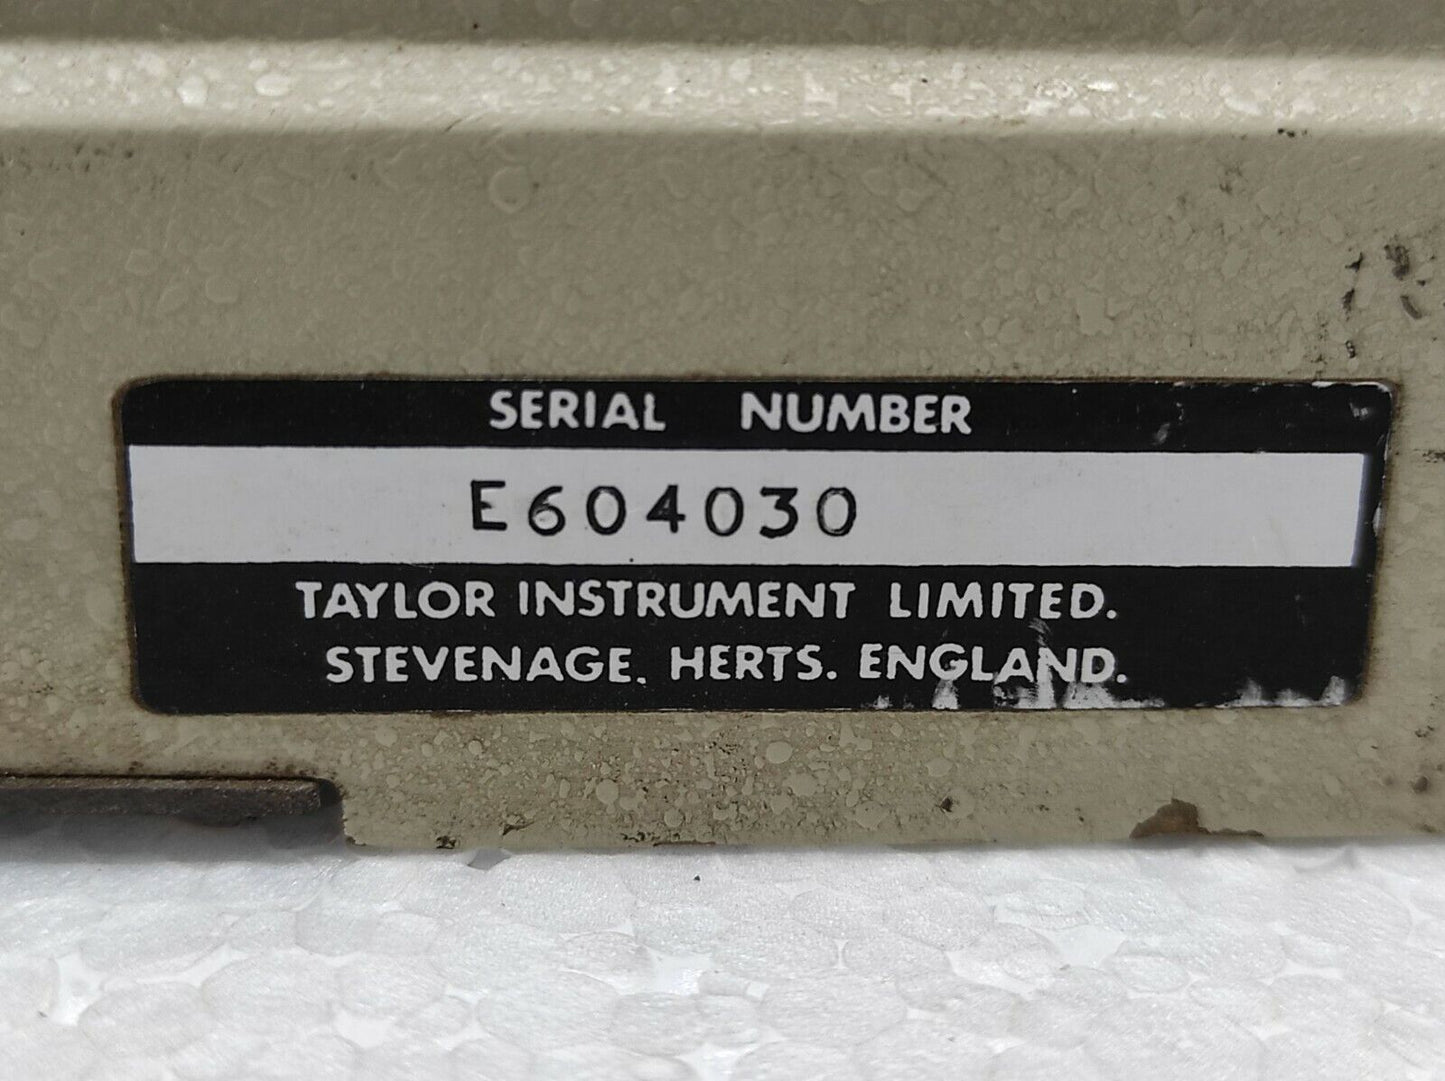 SERIAL NUMBER
E604030
TAYLOR INSTRUMENT LIMITED.
STEVENAGE. HERTS. ENGLAND.